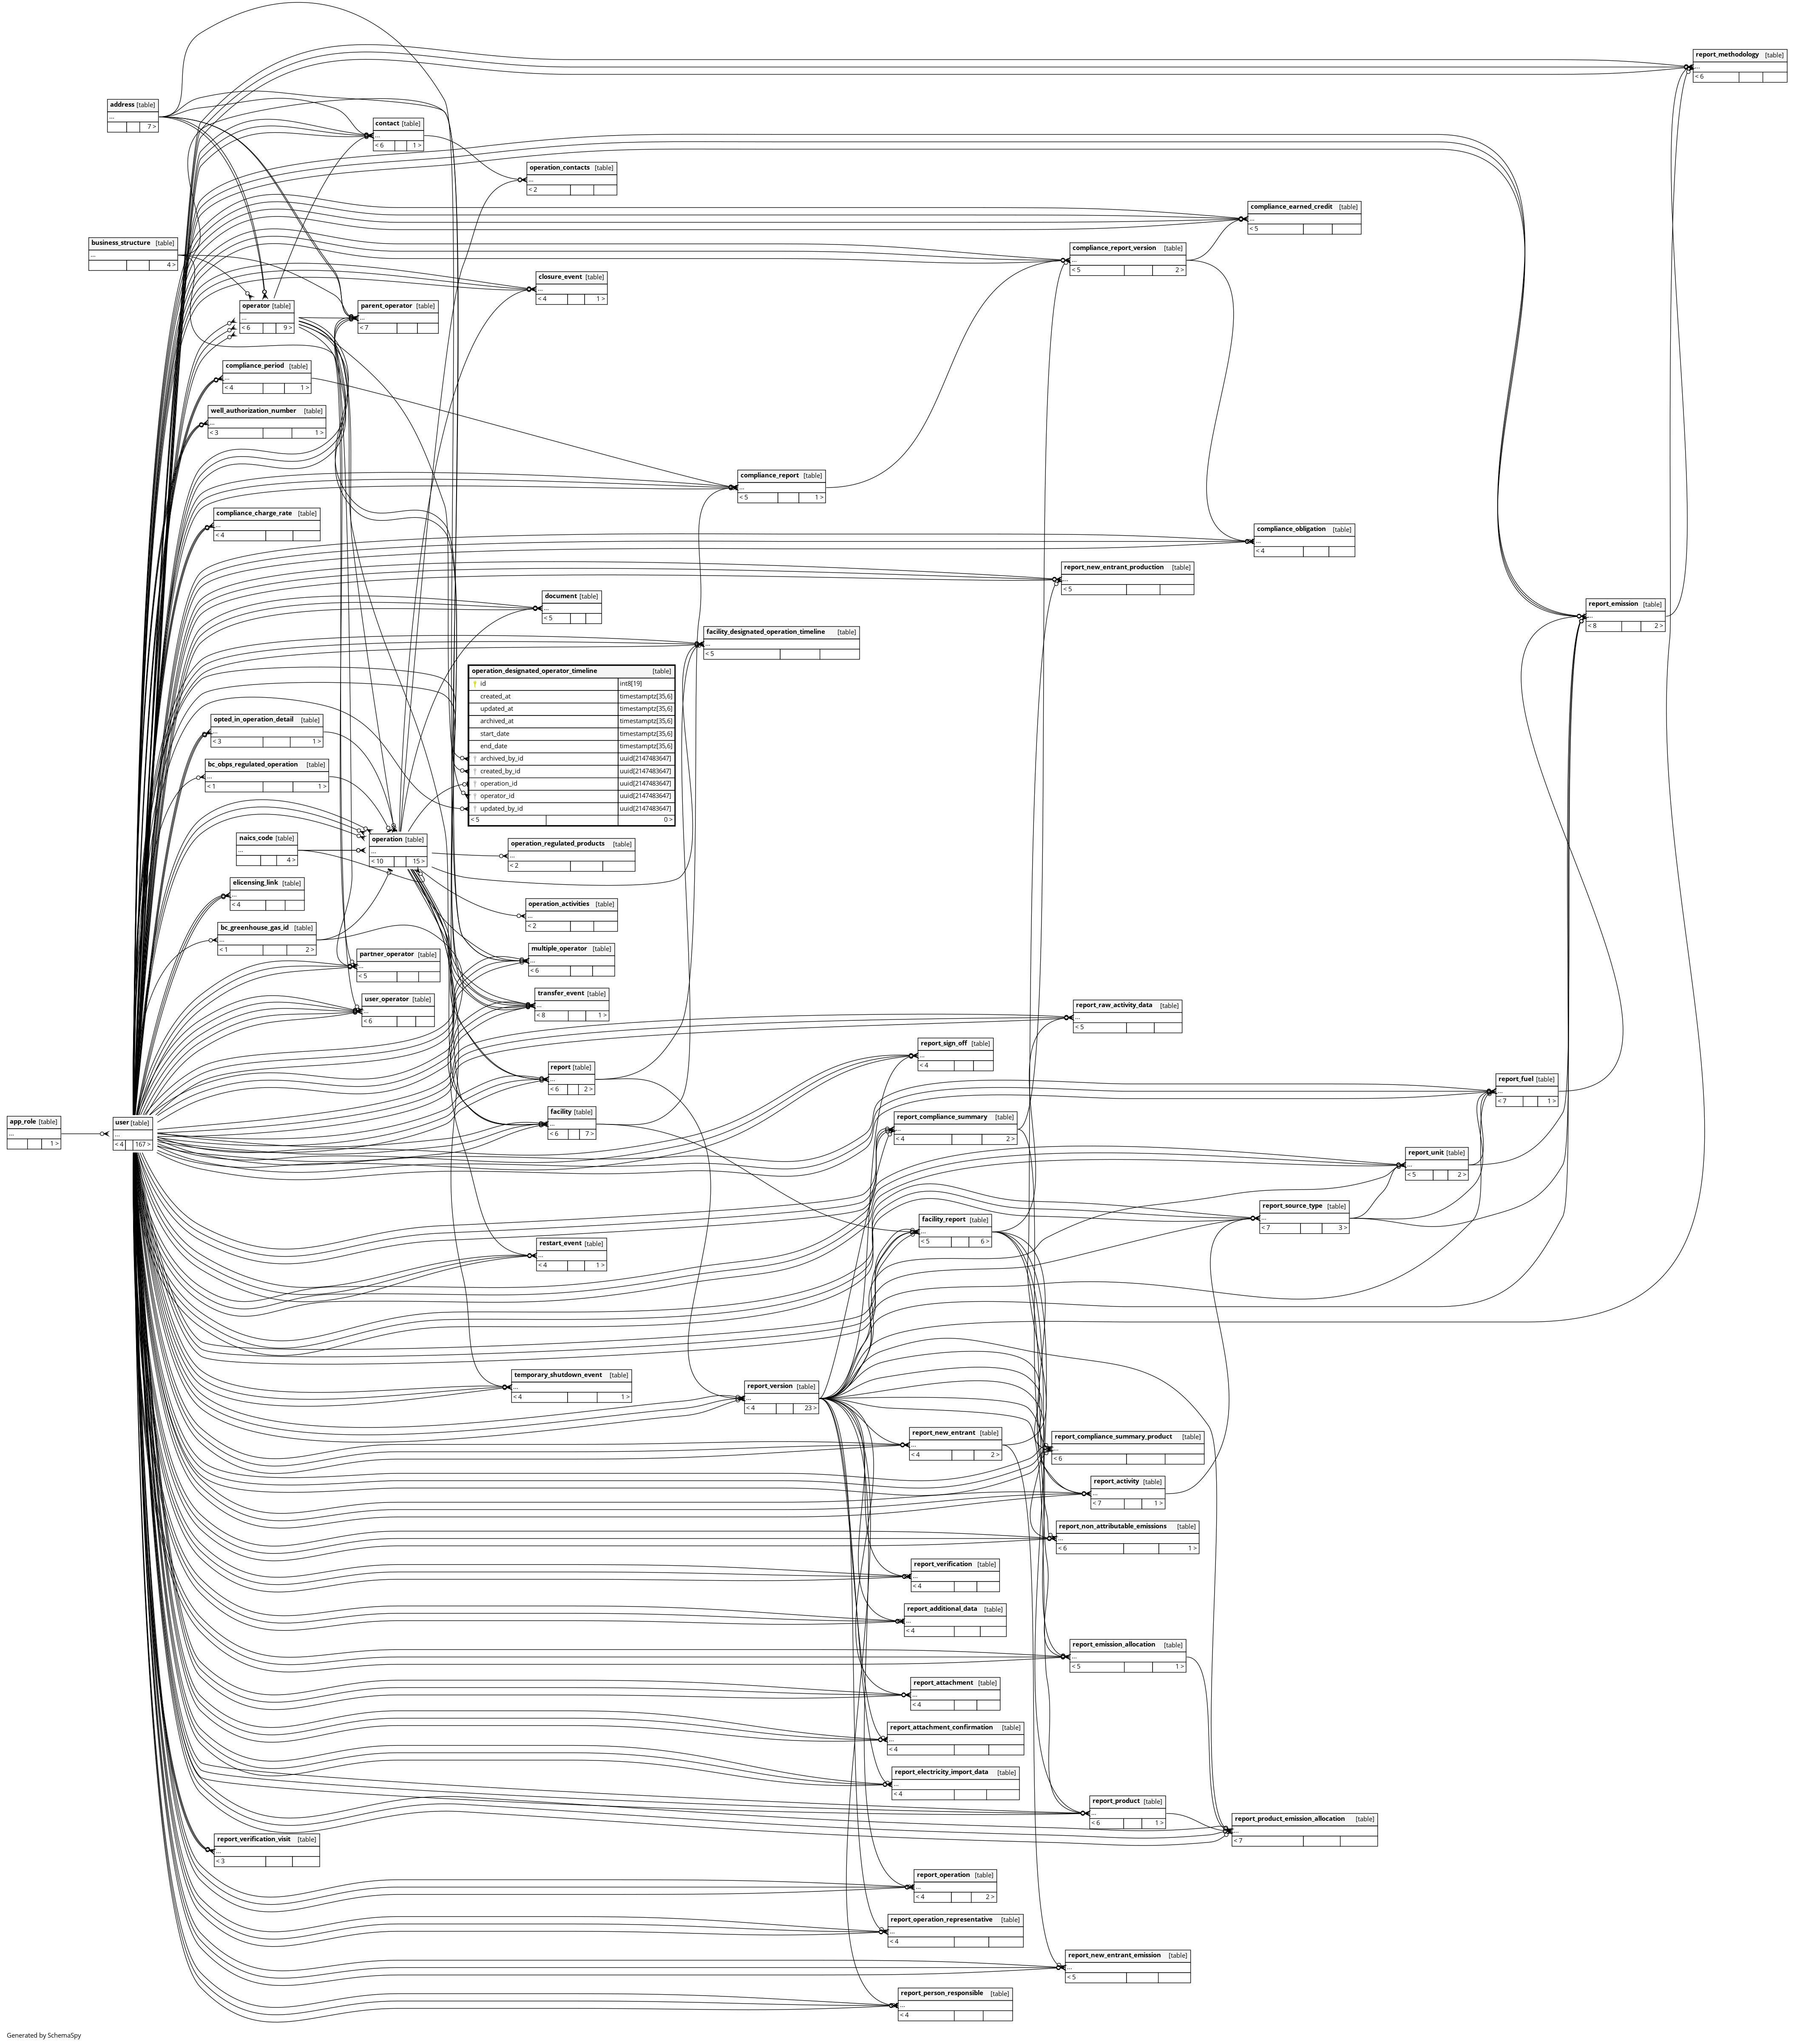 report_methodology [table]
...
< 6
address [table]
...
7 >
contact [table]
...
< 6 1 >
operation_contacts [table]
...
< 2
compliance_earned_credit [table]
...
< 5
business_structure [table]
...
4 >
compliance_report_version [table]
...
< 5 2 >
closure_event [table]
...
< 4 1 >
operator [table]
...
< 6 9 >
parent_operator [table]
...
< 7
compliance_period [table]
...
< 4 1 >
well_authorization_number [table]
...
< 3 1 >
compliance_report [table]
...
< 5 1 >
compliance_charge_rate [table]
...
< 4
compliance_obligation [table]
...
< 4
report_new_entrant_production [table]
...
< 5
document [table]
...
< 5
report_emission [table]
...
< 8 2 >
facility_designated_operation_timeline [table]
...
< 5
operation_designated_operator_timeline [table]
id int8[19]
created_at timestamptz[35,6]
updated_at timestamptz[35,6]
archived_at timestamptz[35,6]
start_date timestamptz[35,6]
end_date timestamptz[35,6]
archived_by_id uuid[2147483647]
created_by_id uuid[2147483647]
operation_id uuid[2147483647]
operator_id uuid[2147483647]
updated_by_id uuid[2147483647]
< 5 0 >
opted_in_operation_detail [table]
...
< 3 1 >
bc_obps_regulated_operation [table]
...
< 1 1 >
naics_code [table]
...
4 >
operation [table]
...
< 10 15 >
operation_regulated_products [table]
...
< 2
elicensing_link [table]
...
< 4
operation_activities [table]
...
< 2
bc_greenhouse_gas_id [table]
...
< 1 2 >
multiple_operator [table]
...
< 6
partner_operator [table]
...
< 5
user_operator [table]
...
< 6
transfer_event [table]
...
< 8 1 >
report_raw_activity_data [table]
...
< 5
report_sign_off [table]
...
< 4
report [table]
...
< 6 2 >
report_fuel [table]
...
< 7 1 >
facility [table]
...
< 6 7 >
report_compliance_summary [table]
...
< 4 2 >
app_role [table]
...
1 >
user [table]
...
< 4 167 >
report_unit [table]
...
< 5 2 >
report_source_type [table]
...
< 7 3 >
facility_report [table]
...
< 5 6 >
restart_event [table]
...
< 4 1 >
temporary_shutdown_event [table]
...
< 4 1 >
report_version [table]
...
< 4 23 >
report_new_entrant [table]
...
< 4 2 >
report_compliance_summary_product [table]
...
< 6
report_activity [table]
...
< 7 1 >
report_non_attributable_emissions [table]
...
< 6 1 >
report_verification [table]
...
< 4
report_additional_data [table]
...
< 4
report_emission_allocation [table]
...
< 5 1 >
report_attachment [table]
...
< 4
report_attachment_confirmation [table]
...
< 4
report_electricity_import_data [table]
...
< 4
report_product [table]
...
< 6 1 >
report_product_emission_allocation [table]
...
< 7
report_verification_visit [table]
...
< 3
report_operation [table]
...
< 4 2 >
report_operation_representative [table]
...
< 4
report_new_entrant_emission [table]
...
< 5
report_person_responsible [table]
...
< 4
Generated by SchemaSpy